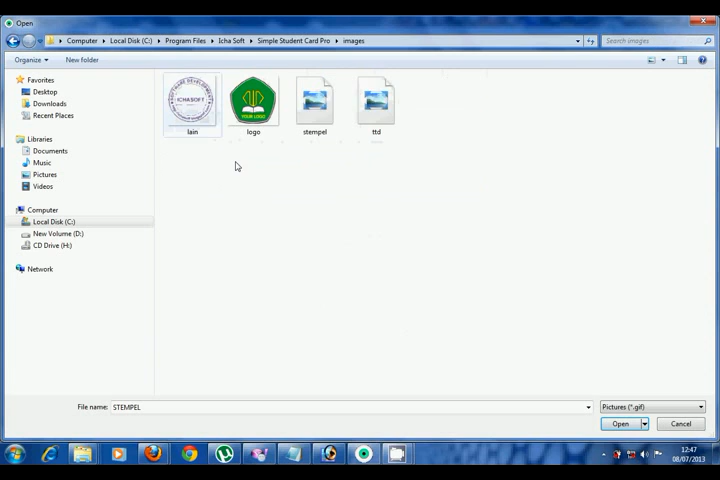 Open
Computer ▸ Local Disk (C:) ▸ Program Files ▸ Icha Soft ▸ Simple Student Card Pro ▸ images
Search images
Organize
New folder
Favorites
Desktop
Downloads
Recent Places
Libraries
Documents
Music
Pictures
Videos
Computer
Local Disk (C:)
New Volume (D:)
CD Drive (H:)
Network
ICHASOFT
YOUR LOGO
lain
logo
stempel
ttd
File name:
STEMPEL
Pictures (*.gif)
Open
Cancel
12:47
08/07/2013